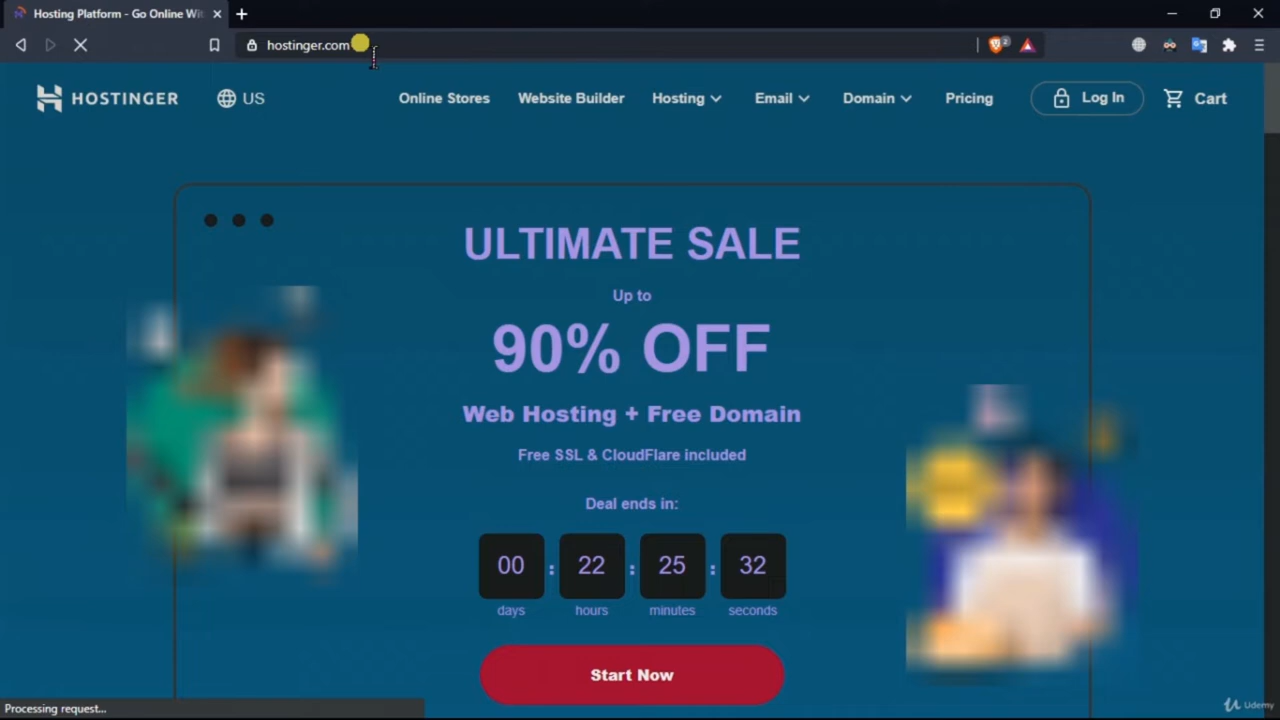 Hosting Platform - Go Online Wi
hostinger.com
2
HOSTINGER
US
Online Stores
Website Builder
Hosting
Email
Domain
Pricing
Log In
Cart
ULTIMATE SALE
Up to
90% OFF
Web Hosting + Free Domain
Free SSL & CloudFlare included
Deal ends in:
00 : 22 : 25 : 32
days hours minutes seconds
Start Now
Processing request...
Udemy